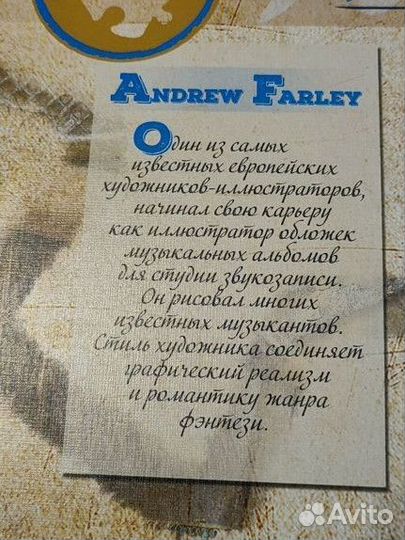 ANDREW FARLEY
Один из самых
известных европейских
художников-иллюстраторов,
начинал свою карьеру
как иллюстратор обложек
музыкальных альбомов
для студии звукозаписи.
Он рисовал многих
известных музыкантов.
Стиль художника соединяет
графический реализм
и романтику жанра
фэнтези.
Avito